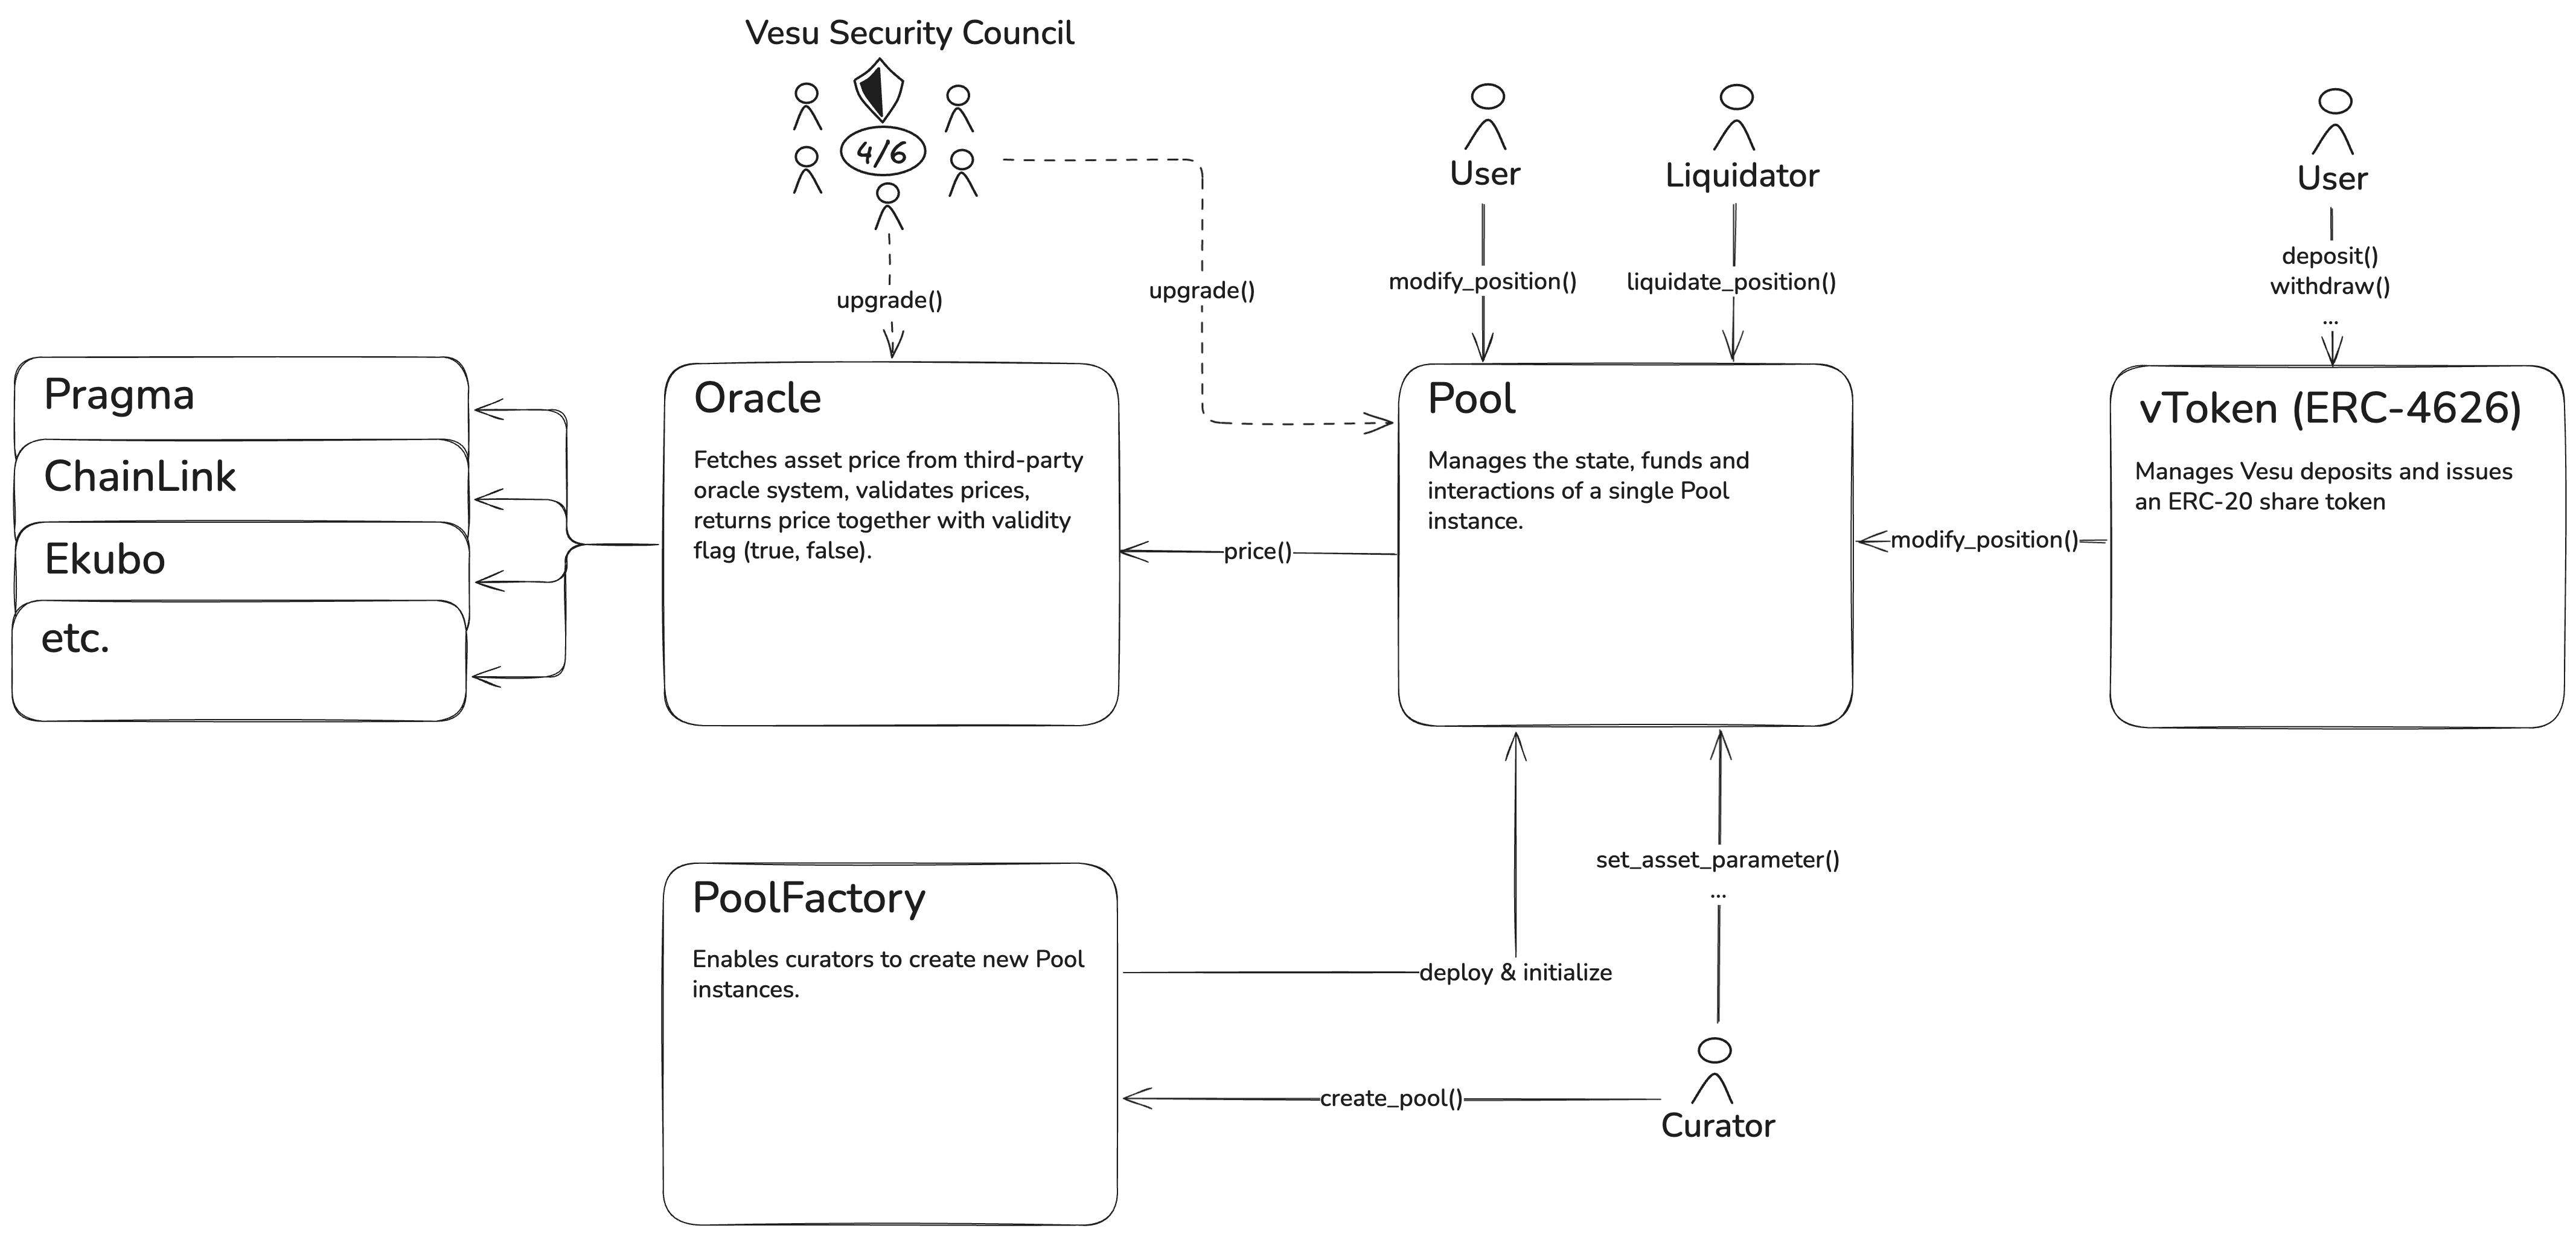 Vesu Security Council
4/6
User
Liquidator
User
upgrade()
upgrade()
modify_position()
liquidate_position()
deposit()
withdraw()
...
Pragma
ChainLink
Ekubo
etc.
Oracle
Fetches asset price from third-party
oracle system, validates prices,
returns price together with validity
flag (true, false).
price()
Pool
Manages the state, funds and
interactions of a single Pool
instance.
modify_position()
vToken (ERC-4626)
Manages Vesu deposits and issues
an ERC-20 share token
PoolFactory
Enables curators to create new Pool
instances.
deploy & initialize
set_asset_parameter()
...
create_pool()
Curator